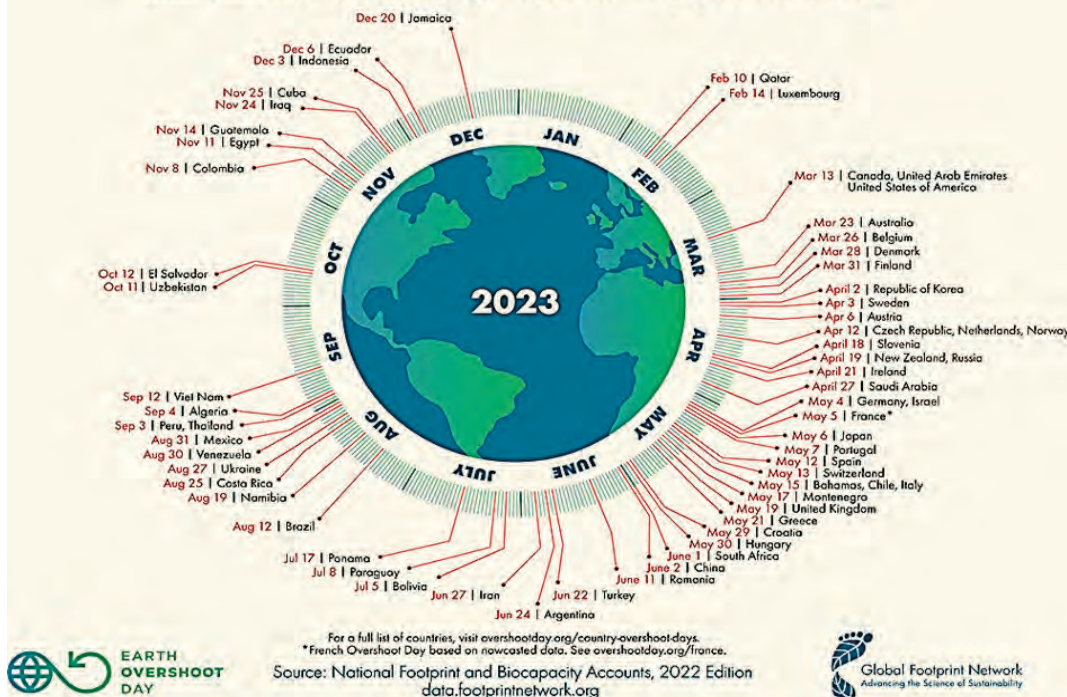 Dec 20 | Jamaica
Dec 6 | Ecuador
Dec 3 | Indonesia
Nov 25 | Cuba
Nov 24 | Iraq
Nov 14 | Guatemala
Nov 11 | Egypt
Nov 8 | Colombia
Oct 12 | El Salvador
Oct 11 | Uzbekistan
Sep 12 | Viet Nam
Sep 4 | Algeria
Sep 3 | Peru, Thailand
Aug 31 | Mexico
Aug 30 | Venezuela
Aug 27 | Ukraine
Aug 25 | Costa Rica
Aug 19 | Namibia
Aug 12 | Brazil
Jul 17 | Panama
Jul 8 | Paraguay
Jul 5 | Bolivia
Jun 27 | Iran
Jun 24 | Argentina
Jun 22 | Turkey
Feb 10 | Qatar
Feb 14 | Luxembourg
Mar 13 | Canada, United Arab Emirates
United States of America
Mar 23 | Australia
Mar 26 | Belgium
Mar 28 | Denmark
Mar 31 | Finland
April 2 | Republic of Korea
Apr 3 | Sweden
Apr 6 | Austria
Apr 12 | Czech Republic, Netherlands, Norway
April 18 | Slovenia
April 19 | New Zealand, Russia
April 21 | Ireland
April 27 | Saudi Arabia
May 4 | Germany, Israel
May 5 | France*
May 6 | Japan
May 7 | Portugal
May 12 | Spain
May 13 | Switzerland
May 15 | Bahamas, Chile, Italy
May 17 | Montenegro
May 19 | United Kingdom
May 21 | Greece
May 29 | Croatia
May 30 | Hungary
June 1 | South Africa
June 2 | China
June 11 | Romania
JAN
FEB
MAR
APR
MAY
JUNE
JULY
AUG
SEP
OCT
NOV
DEC
2023
For a full list of countries, visit overshootday.org/country-overshoot-days.
*French Overshoot Day based on nowcasted data. See overshootday.org/france.
Source: National Footprint and Biocapacity Accounts, 2022 Edition
data.footprintnetwork.org
EARTH
OVERSHOOT
DAY
Global Footprint Network
Advancing the Science of Sustainability